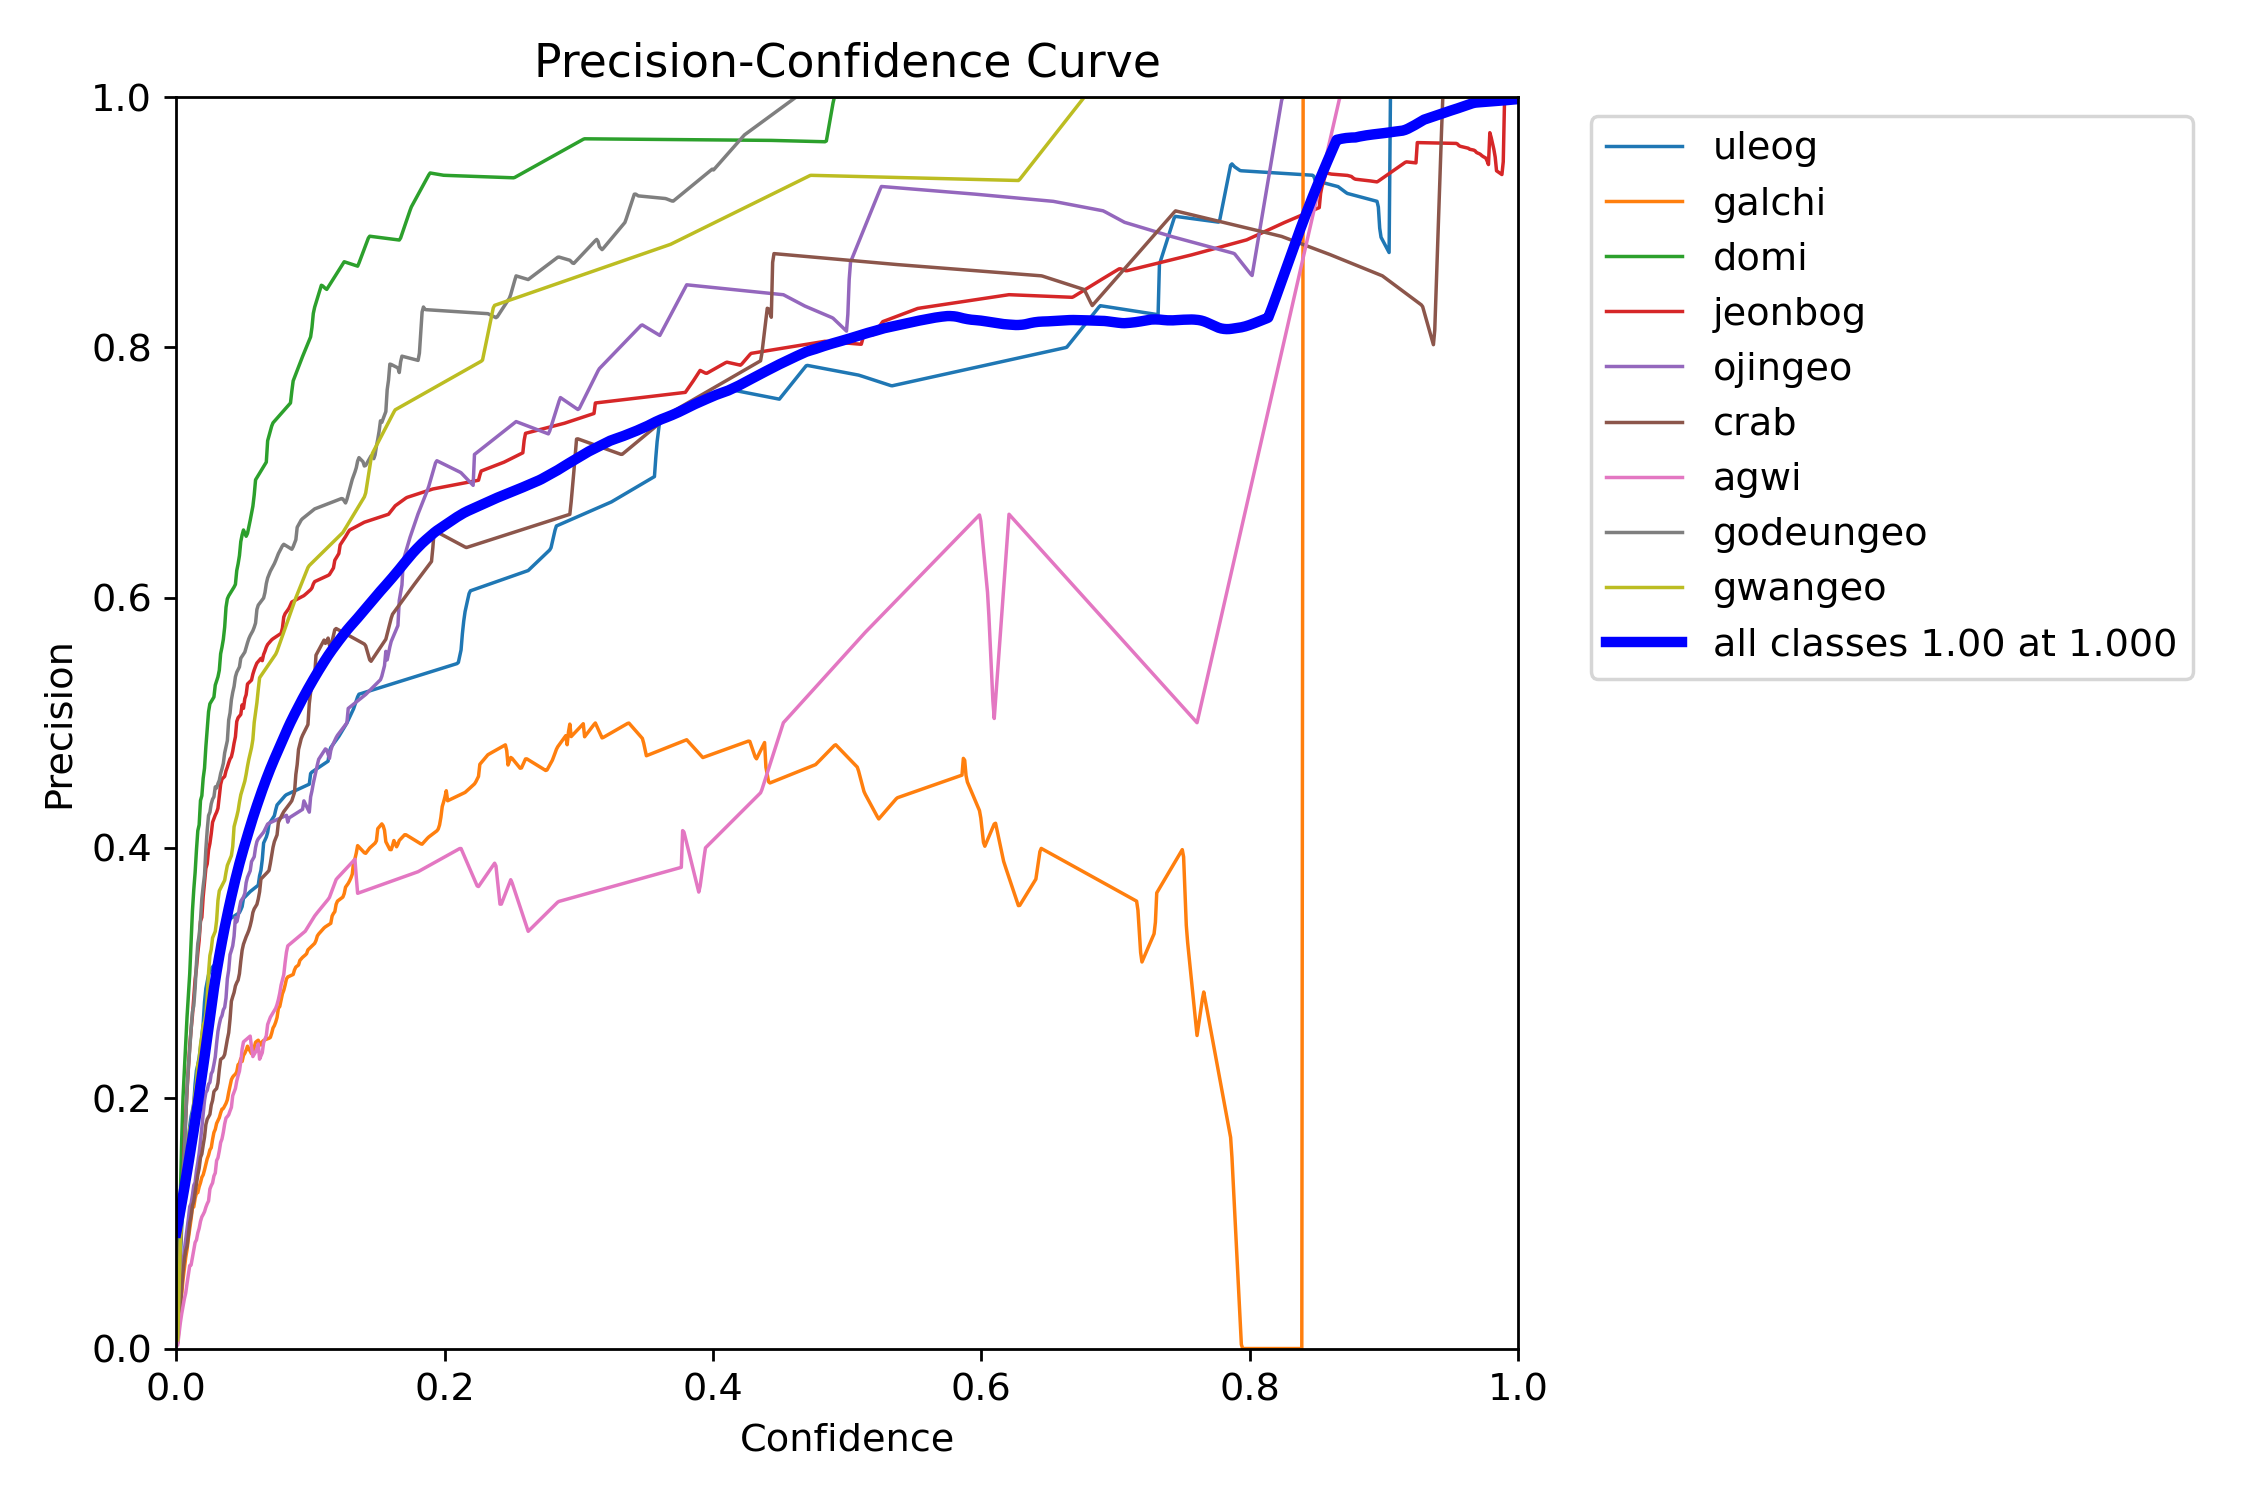 Precision-Confidence Curve
1.0
0.8
0.6
0.4
0.2
0.0
Precision
0.0 0.2 0.4 0.6 0.8 1.0
Confidence
uleog
galchi
domi
jeonbog
ojingeo
crab
agwi
godeungeo
gwangeo
all classes 1.00 at 1.000